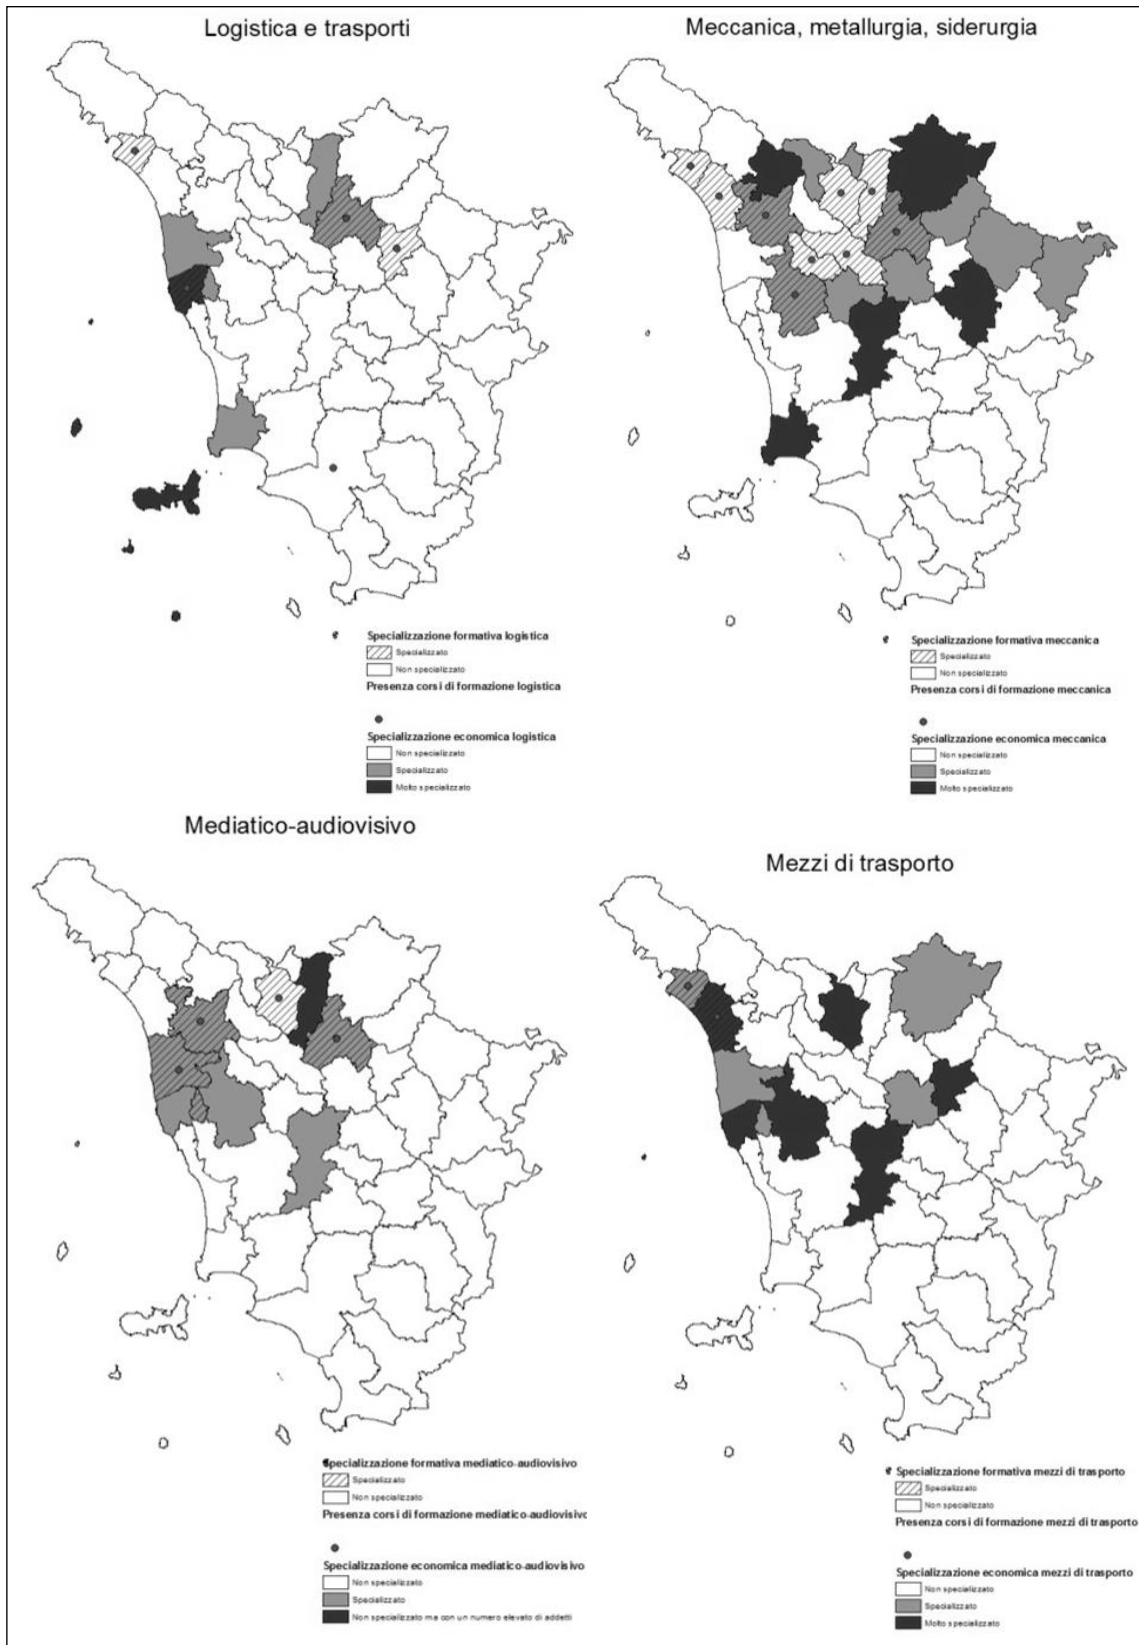 Logistica e trasporti
Specializzazione formativa logistica
Specializzato
Non specializzato
Presenza corsi di formazione logistica
Specializzazione economica logistica
Non specializzato
Specializzato
Molto specializzato
Meccanica, metallurgia, siderurgia
Specializzazione formativa meccanica
Specializzato
Non specializzato
Presenza corsi di formazione meccanica
Specializzazione economica meccanica
Non specializzato
Specializzato
Molto specializzato
Mediatico-audiovisivo
Specializzazione formativa mediatico-audiovisivo
Specializzato
Non specializzato
Presenza corsi di formazione mediatico-audiovisivo
Specializzazione economica mediatico-audiovisivo
Non specializzato
Specializzato
Non specializzato ma con un numero elevato di addetti
Mezzi di trasporto
Specializzazione formativa mezzi di trasporto
Specializzato
Non specializzato
Presenza corsi di formazione mezzi di trasporto
Specializzazione economica mezzi di trasporto
Non specializzato
Specializzato
Molto specializzato